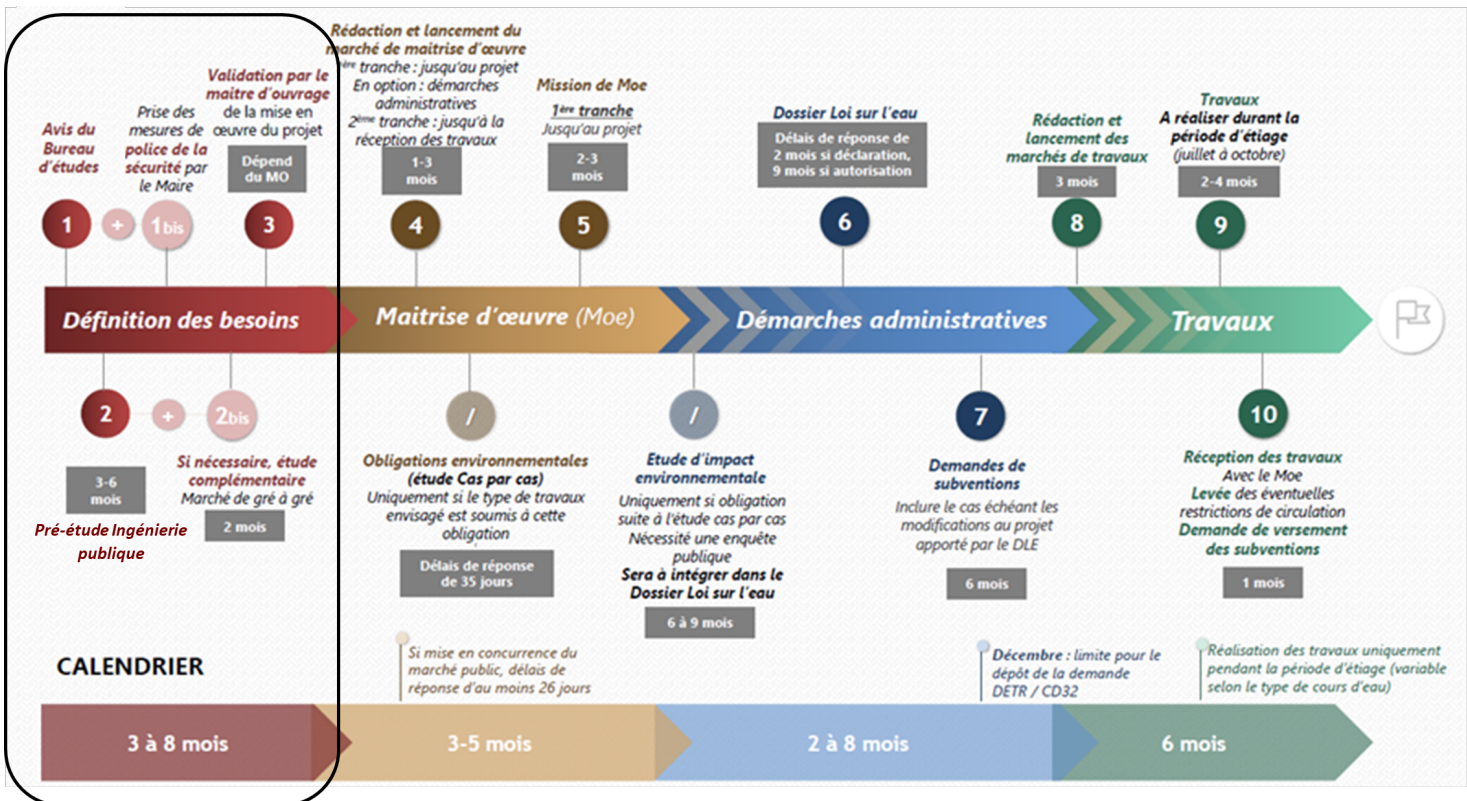 Avis du
Bureau
d'études
Prise des
mesures de
police de la
sécurité par
le Maire
Validation par le
maitre d'ouvrage
de la mise en
œuvre du projet
Dépend
du MO
1
+
1bis
3
Rédaction et lancement du
marché de maitrise d'œuvre
ère tranche : jusqu'au projet
En option : démarches
administratives
2ème tranche : jusqu'à la
réception des travaux
1-3
mois
4
Mission de Moe
1ère tranche
Jusqu'au projet
2-3
mois
5
Dossier Loi sur l'eau
Délais de réponse de
2 mois si déclaration,
9 mois si autorisation
6
Rédaction et
lancement des
marchés de travaux
3 mois
8
Travaux
A réaliser durant la
période d'étiage
(juillet à octobre)
2-4 mois
9
Définition des besoins
Maitrise d'œuvre (Moe)
Démarches administratives
Travaux
2
+
2bis
3-6
mois
Pré-étude Ingénierie
publique
Si nécessaire, étude
complémentaire
Marché de gré à gré
2 mois
/
Obligations environnementales
(étude Cas par cas)
Uniquement si le type de travaux
envisagé est soumis à cette
obligation
Délais de réponse
de 35 jours
/
Etude d'impact
environnementale
Uniquement si obligation
suite à l'étude cas par cas
Nécessité une enquête
publique
Sera à intégrer dans le
Dossier Loi sur l'eau
6 à 9 mois
7
Demandes de
subventions
Inclure le cas échéant les
modifications au projet
apporté par le DLE
6 mois
10
Réception des travaux
Avec le Moe
Levée des éventuelles
restrictions de circulation
Demande de versement
des subventions
1 mois
CALENDRIER
Si mise en concurrence du
marché public, délais de
réponse d'au moins 26 jours
Décembre : limite pour le
dépôt de la demande
DETR / CD32
Réalisation des travaux uniquement
pendant la période d'étiage (variable
selon le type de cours d'eau)
3 à 8 mois
3-5 mois
2 à 8 mois
6 mois